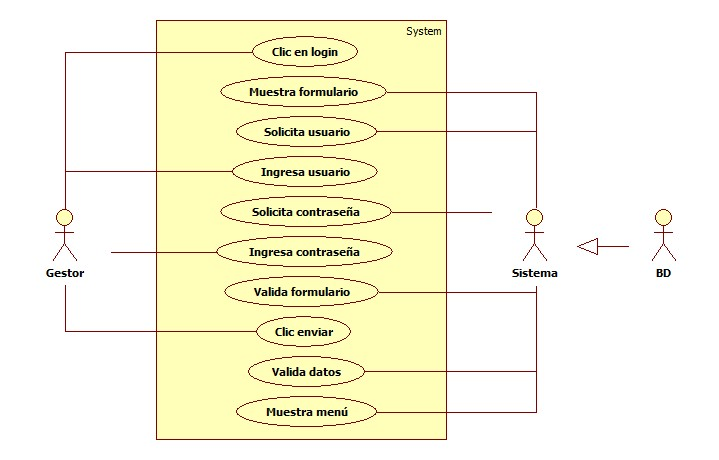 System
Clic en login
Muestra formulario
Solicita usuario
Ingresa usuario
Solicita contraseña
Ingresa contraseña
Valida formulario
Clic enviar
Valida datos
Muestra menú
Gestor
Sistema
BD